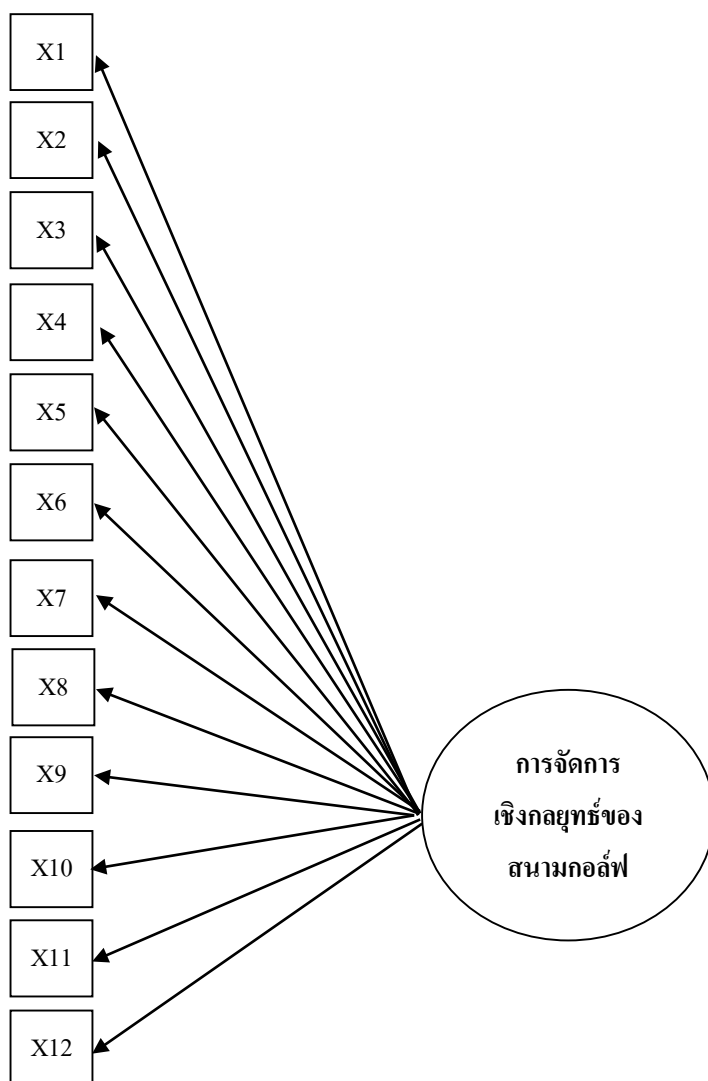 X1
X2
X3
X4
X5
X6
X7
X8
X9
X10
X11
X12
การจัดการ
เชิงกลยุทธ์ของ
สนามกอล์ฟ